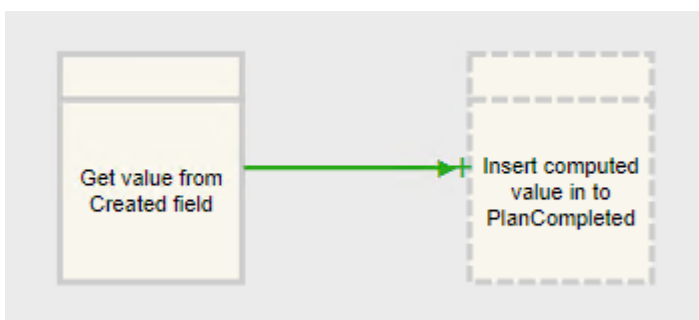 Get value from
Created field
Insert computed
value in to
PlanCompleted